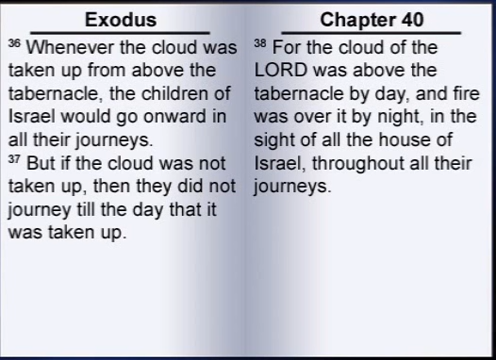 Exodus
36 Whenever the cloud was
taken up from above the
tabernacle, the children of
Israel would go onward in
all their journeys.
37 But if the cloud was not
taken up, then they did not
journey till the day that it
was taken up.
Chapter 40
38 For the cloud of the
LORD was above the
tabernacle by day, and fire
was over it by night, in the
sight of all the house of
Israel, throughout all their
journeys.